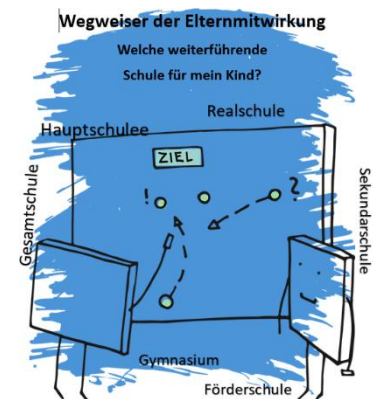 Wegweiser der Elternmitwirkung
Welche weiterführende
Schule für mein Kind?
Realschule
Hauptschulee
ZIEL
! ?
Gesamtschule
Sekundarschule
Gymnasium
Förderschule